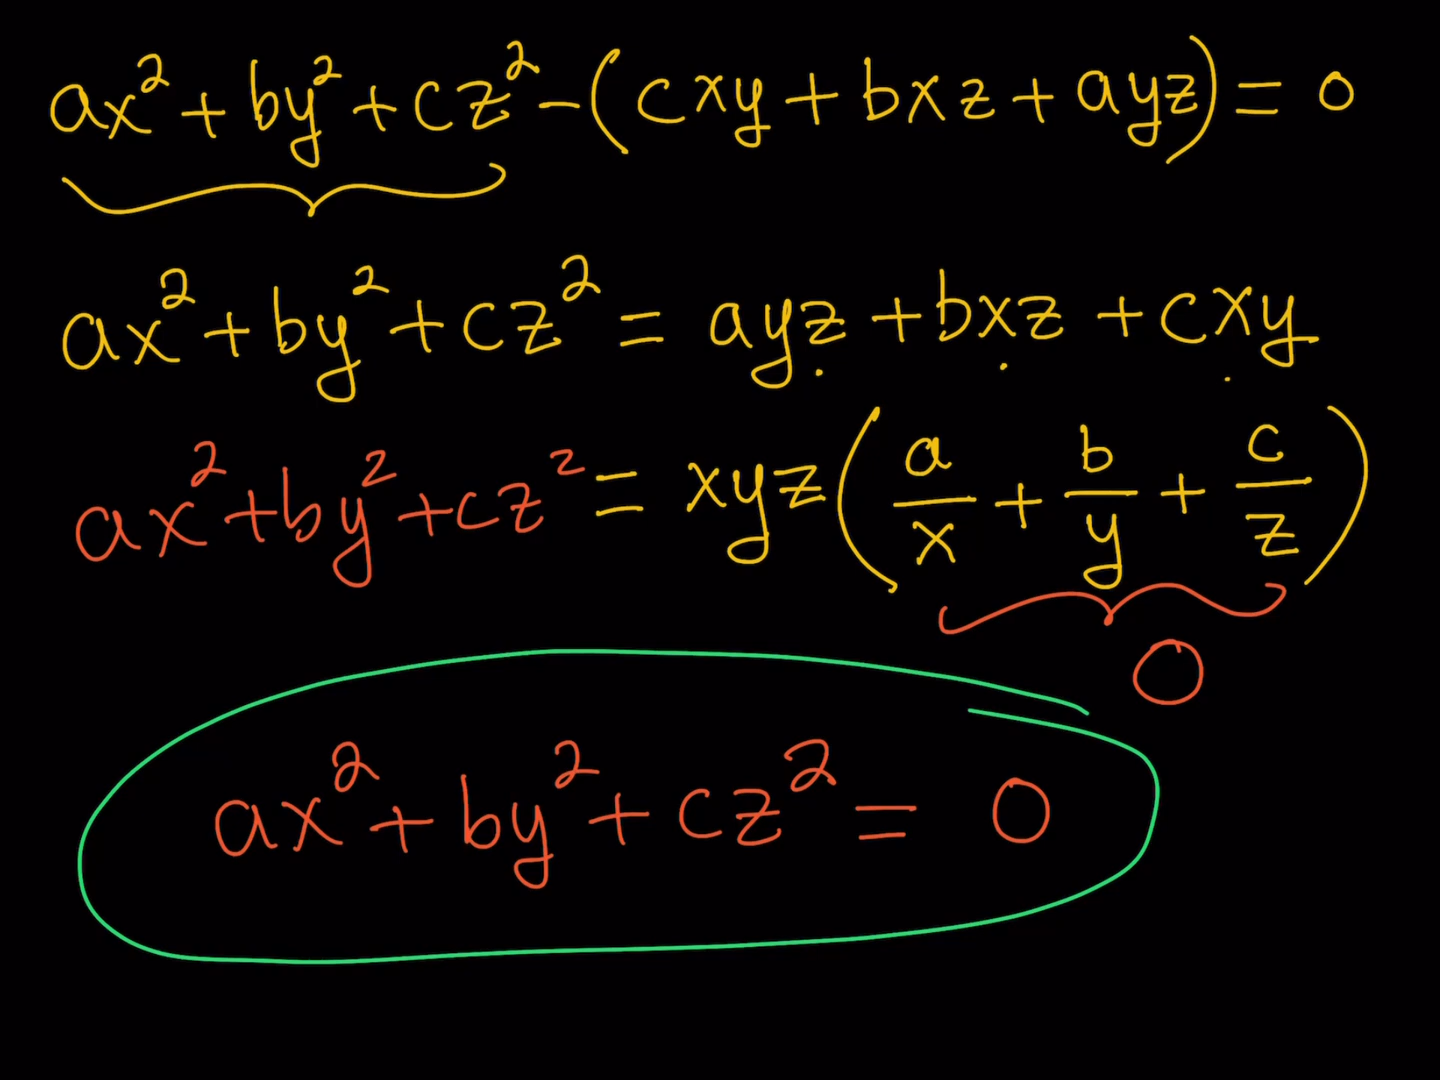 ax² + by² + cz² - (cxy + bxz + ayz) = 0
ax² + by² + cz² = ayz + bxz + cxy
ax² + by² + cz² = xyz (a/x + b/y + c/z)
0
ax² + by² + cz² = 0